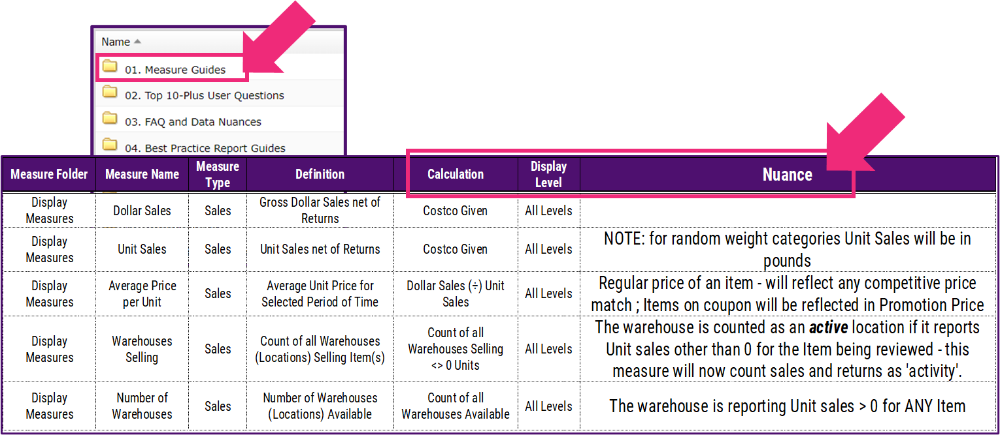 Name
01. Measure Guides
02. Top 10-Plus User Questions
03. FAQ and Data Nuances
04. Best Practice Report Guides
Measure Folder
Measure Name
Measure
Type
Definition
Calculation
Display
Level
Nuance
Display
Measures
Dollar Sales
Sales
Gross Dollar Sales net of
Returns
Costco Given
All Levels
Display
Measures
Unit Sales
Sales
Unit Sales net of Returns
Costco Given
All Levels
NOTE: for random weight categories Unit Sales will be in
pounds
Display
Measures
Average Price
per Unit
Sales
Average Unit Price for
Selected Period of Time
Dollar Sales (÷) Unit
Sales
All Levels
Regular price of an item - will reflect any competitive price
match ; Items on coupon will be reflected in Promotion Price
Display
Measures
Warehouses
Selling
Sales
Count of all Warehouses
(Locations) Selling Item(s)
Count of all
Warehouses Selling
<> 0 Units
All Levels
The warehouse is counted as an active location if it reports
Unit sales other than 0 for the Item being reviewed - this
measure will now count sales and returns as 'activity'.
Display
Measures
Number of
Warehouses
Sales
Number of Warehouses
(Locations) Available
Count of all
Warehouses Available
All Levels
The warehouse is reporting Unit sales > 0 for ANY Item